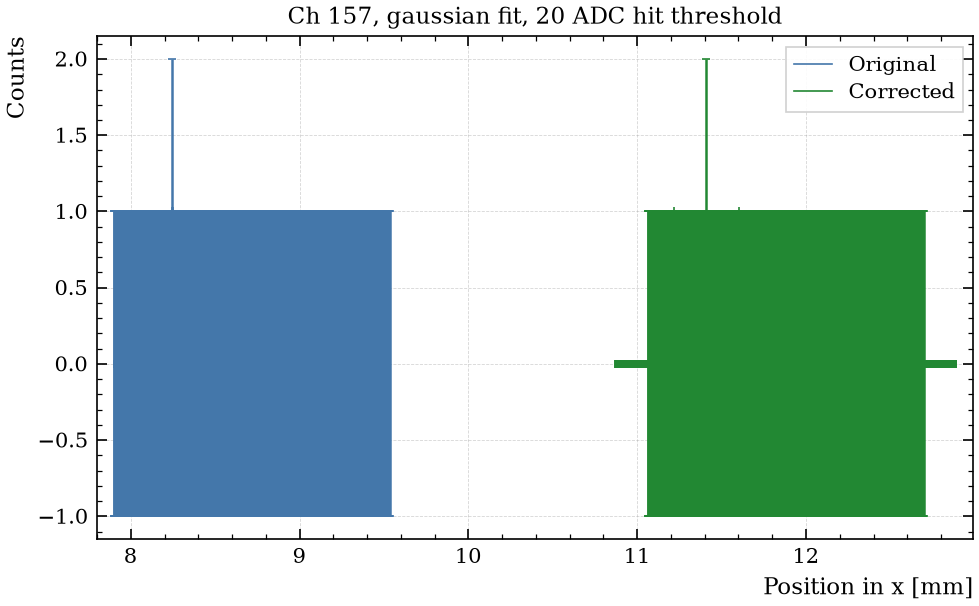 Ch 157, gaussian fit, 20 ADC hit threshold
Counts
Original
Corrected
2.0
1.5
1.0
0.5
0.0
−0.5
−1.0
8 9 10 11 12
Position in x [mm]